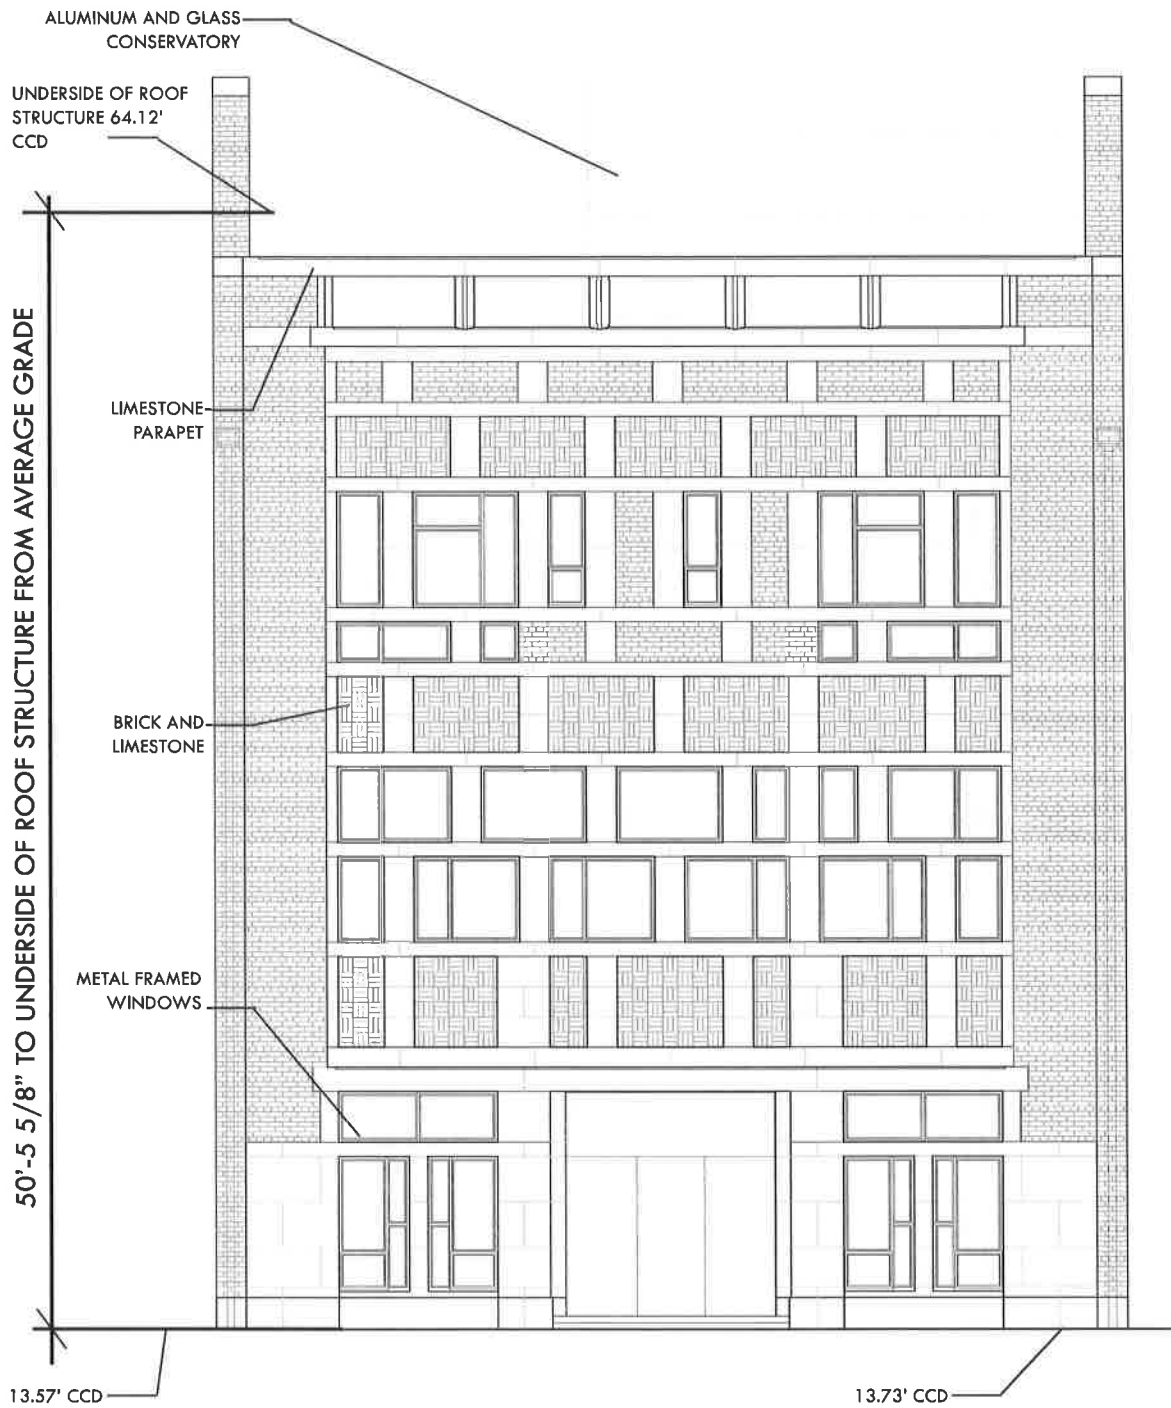 ALUMINUM AND GLASS
CONSERVATORY
UNDERSIDE OF ROOF
STRUCTURE 64.12'
CCD
LIMESTONE
PARAPET
50'-5 5/8" TO UNDERSIDE OF ROOF STRUCTURE FROM AVERAGE GRADE
BRICK AND
LIMESTONE
METAL FRAMED
WINDOWS
13.57' CCD
13.73' CCD